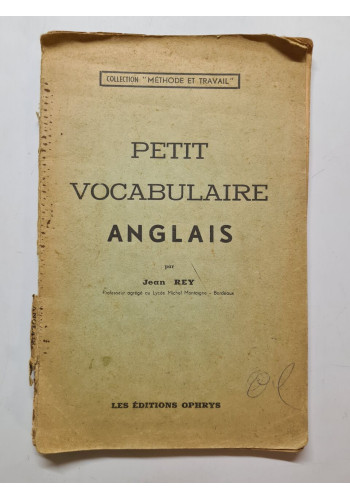 COLLECTION "MÉTHODE ET TRAVAIL"
PETIT
VOCABULAIRE
ANGLAIS
par
Jean REY
Professeur agrégé au Lycée Michel Montaigne - Bordeaux
LES ÉDITIONS OPHRYS